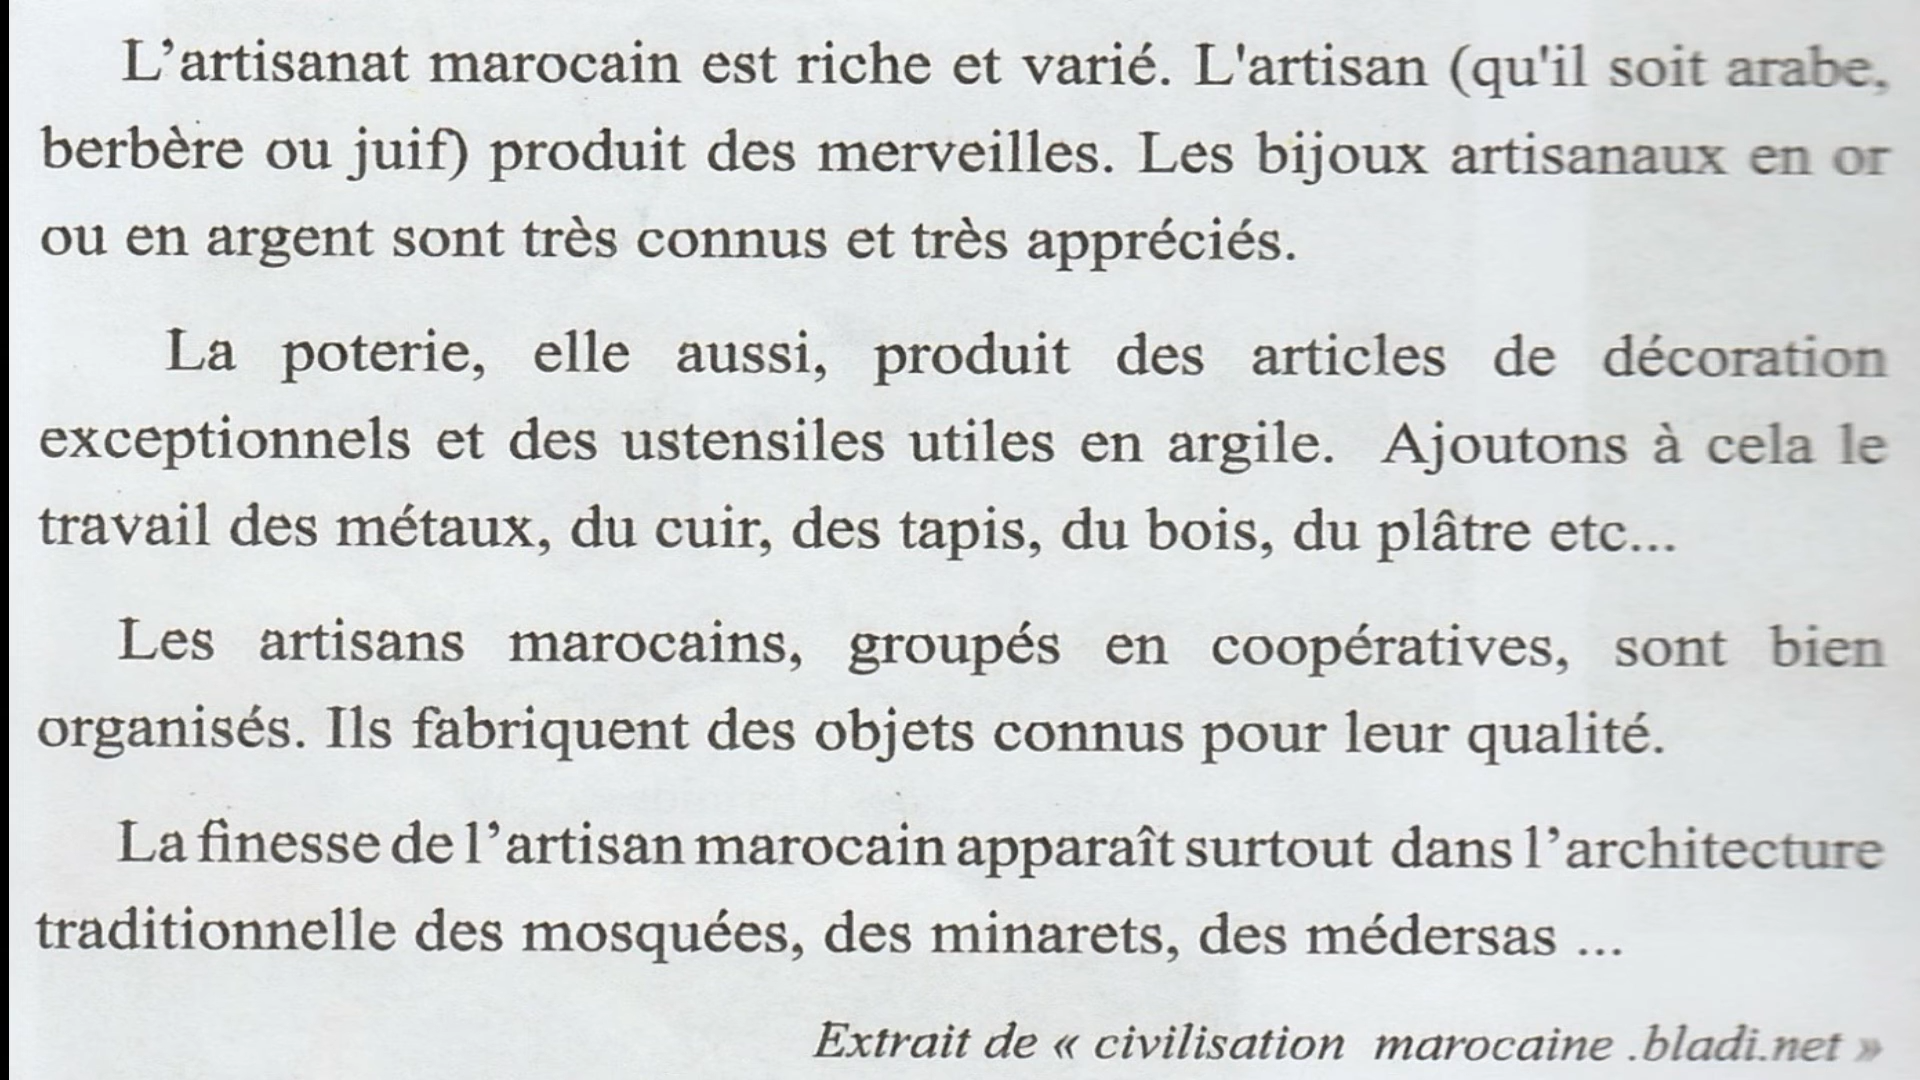 L’artisanat marocain est riche et varié. L'artisan (qu'il soit arabe,
berbère ou juif) produit des merveilles. Les bijoux artisanaux en or
ou en argent sont très connus et très appréciés.
La poterie, elle aussi, produit des articles de décoration
exceptionnels et des ustensiles utiles en argile. Ajoutons à cela le
travail des métaux, du cuir, des tapis, du bois, du plâtre etc...
Les artisans marocains, groupés en coopératives, sont bien
organisés. Ils fabriquent des objets connus pour leur qualité.
La finesse de l’artisan marocain apparaît surtout dans l’architecture
traditionnelle des mosquées, des minarets, des médersas ...
Extrait de « civilisation marocaine .bladi.net »